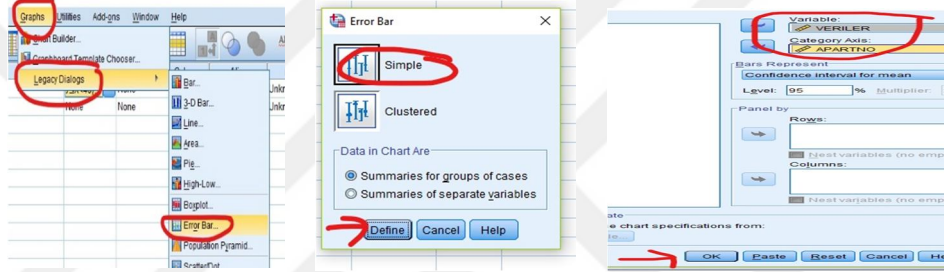 Graphs Utilities Add-ons Window Help
Chart Builder...
Graphboard Template Chooser...
Legacy Dialogs
None None
Bar...
3-D Bar...
Line...
Area...
Pie...
High-Low...
Boxplot...
Error Bar...
Population Pyramid...
Scatter/Dot...
Error Bar
Simple
Clustered
Data in Chart Are
Summaries for groups of cases
Summaries of separate variables
Define Cancel Help
Variable:
VERILER
Category Axis:
APARTNO
Bars Represent
Confidence interval for mean
Level: 95 % Multiplier:
Panel by
Rows:
Nest variables (no emp
Columns:
Nest variables (no emp
e chart specifications from:
OK Paste Reset Cancel He